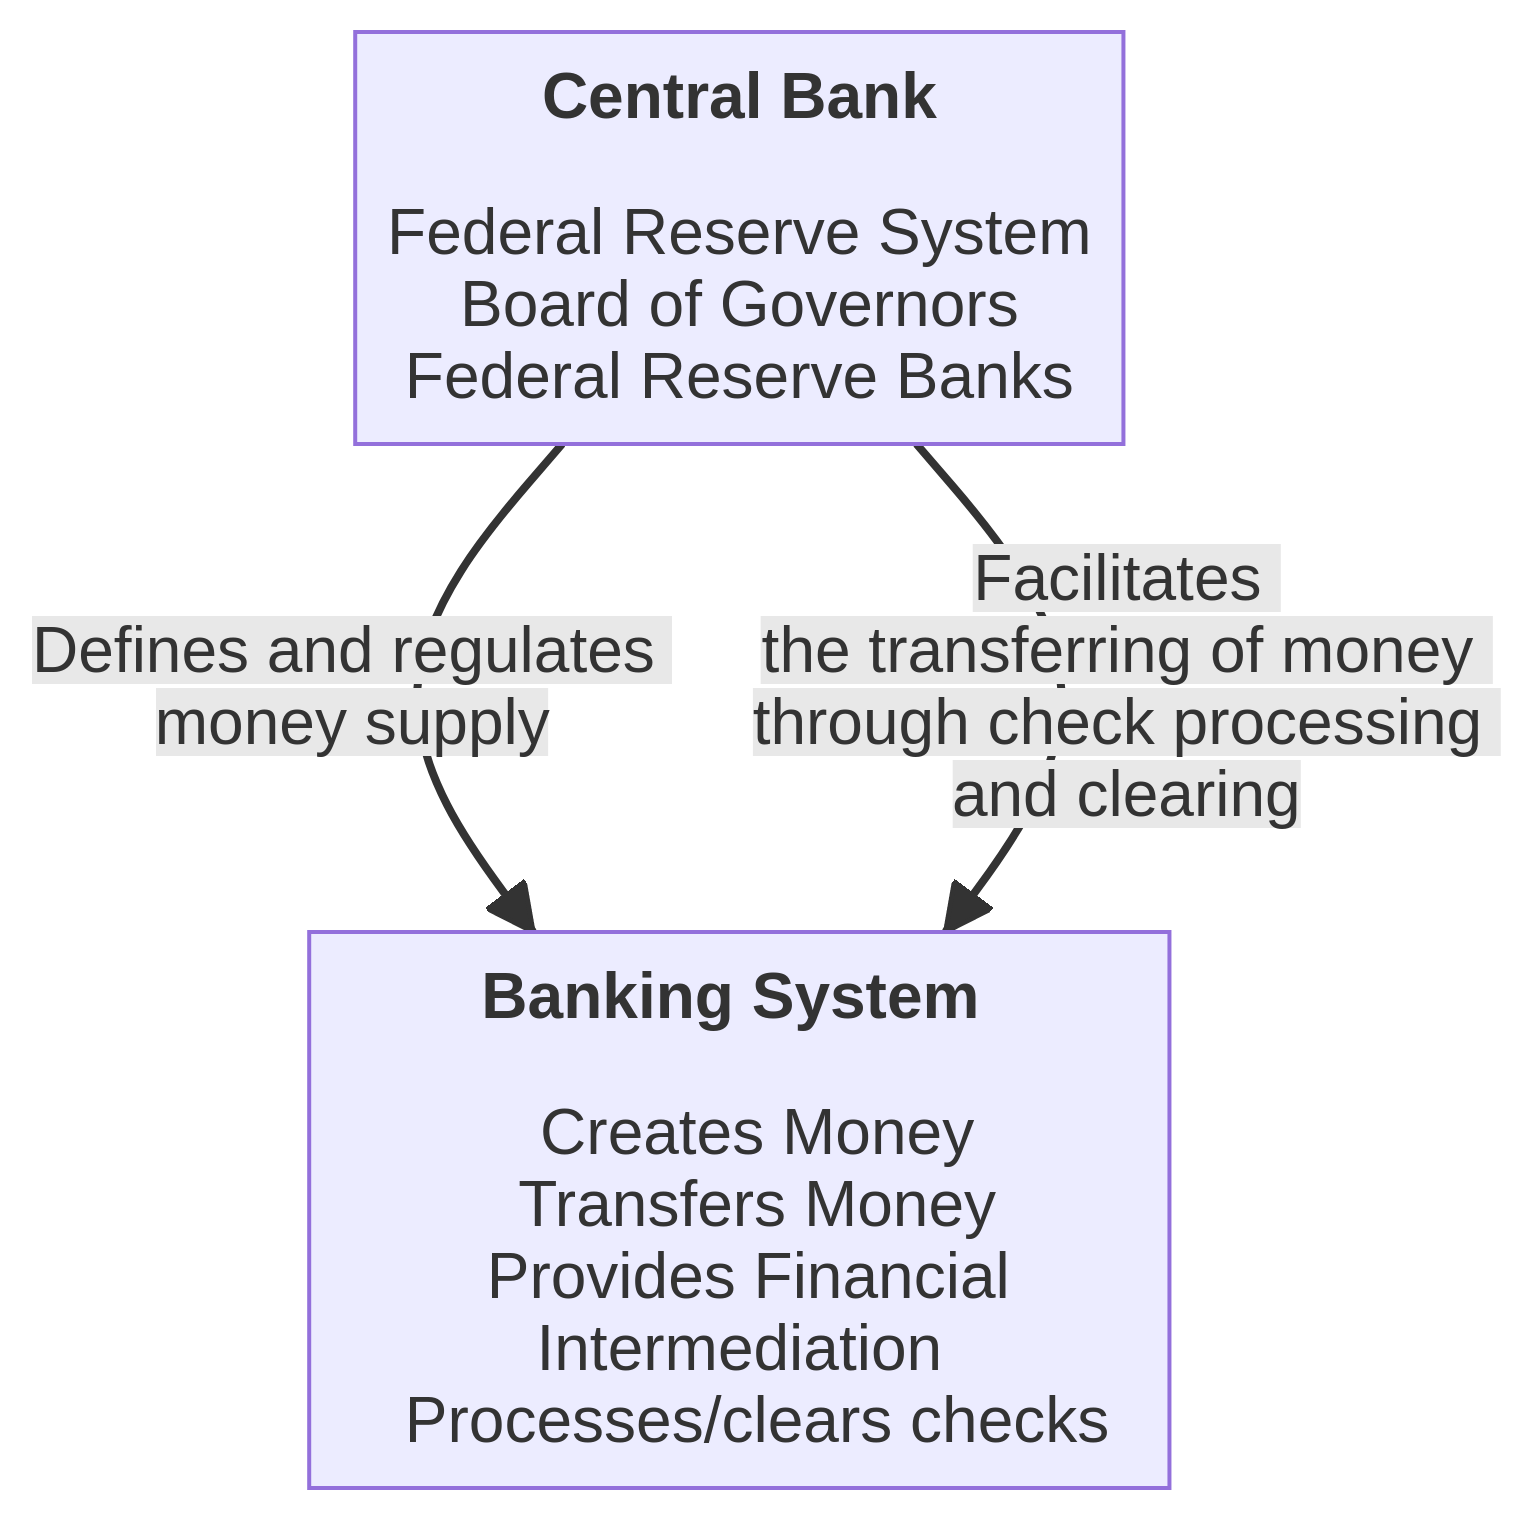 Central Bank
Federal Reserve System
Board of Governors
Federal Reserve Banks
Defines and regulates
money supply
Facilitates
the transferring of money
through check processing
and clearing
Banking System
Creates Money
Transfers Money
Provides Financial
Intermediation
Processes/clears checks